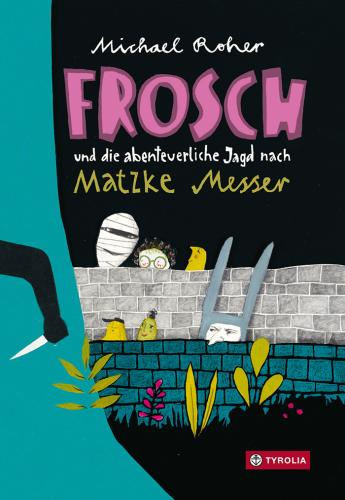 Michael Roher
FROSCH
und die abenteuerliche Jagd nach
Matzke Messer
TYROLIA